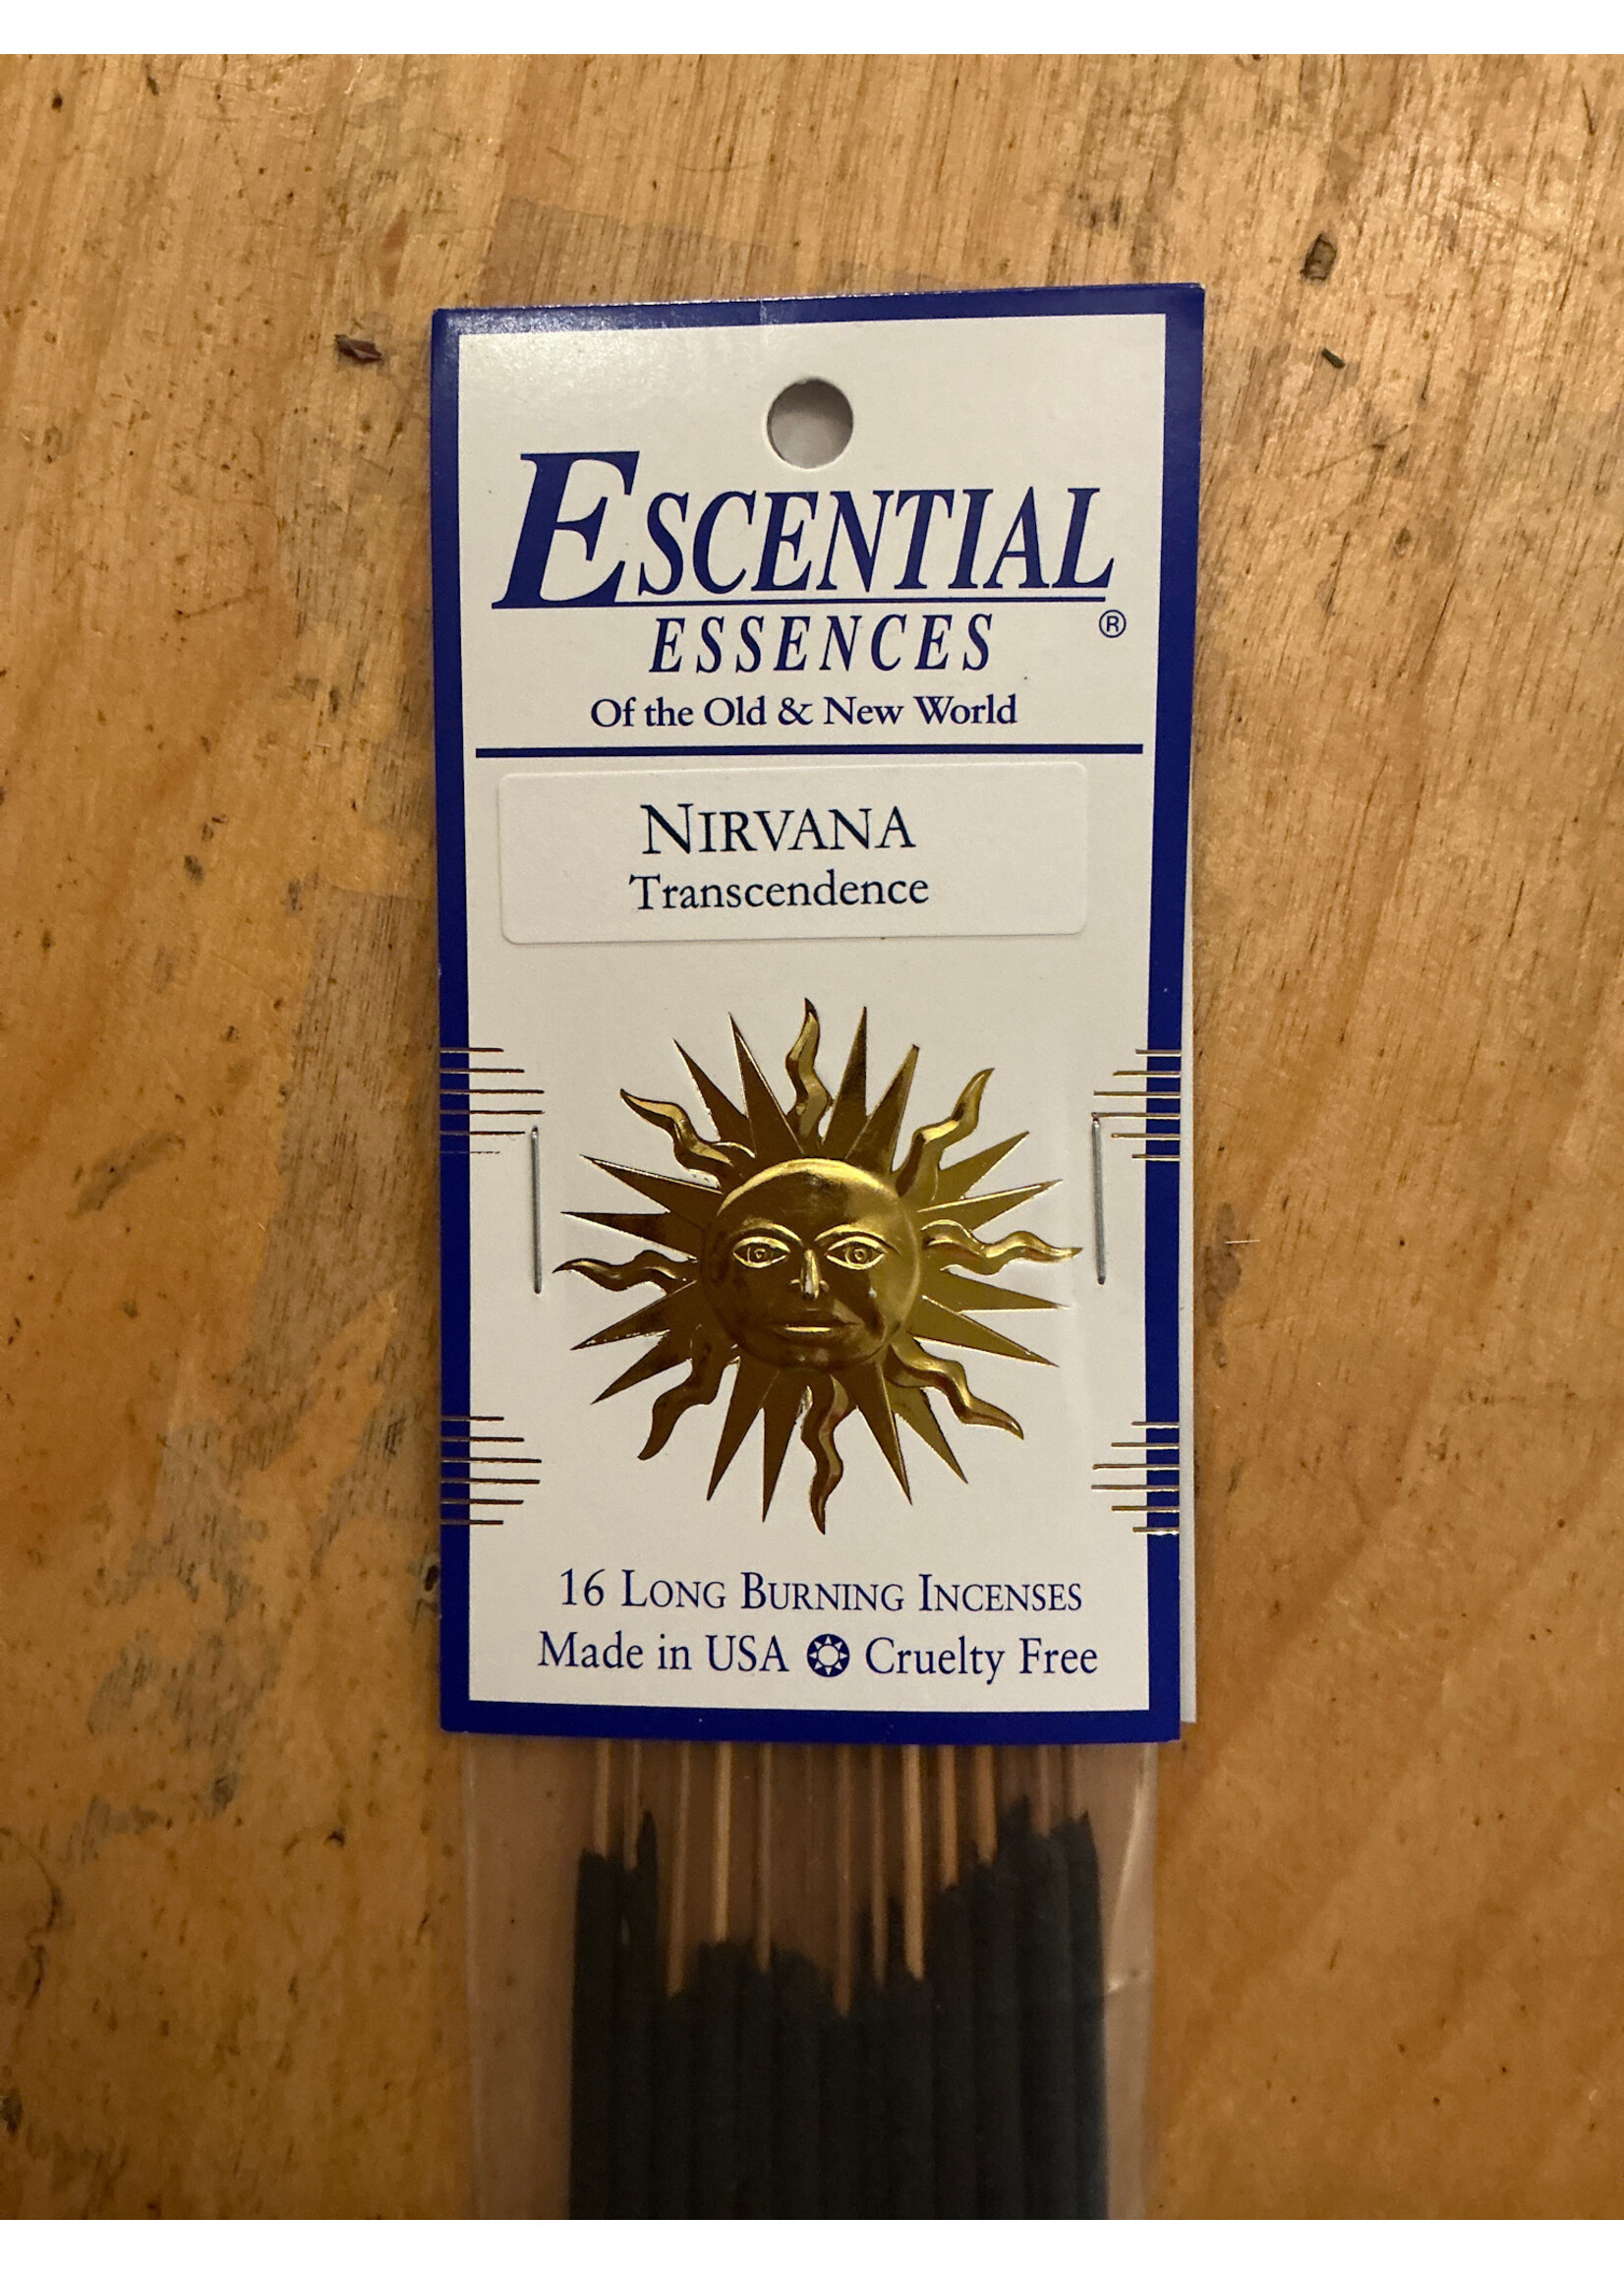 ESCENTIAL
ESSENCES ®
Of the Old & New World
NIRVANA
Transcendence
16 LONG BURNING INCENSES
Made in USA Cruelty Free